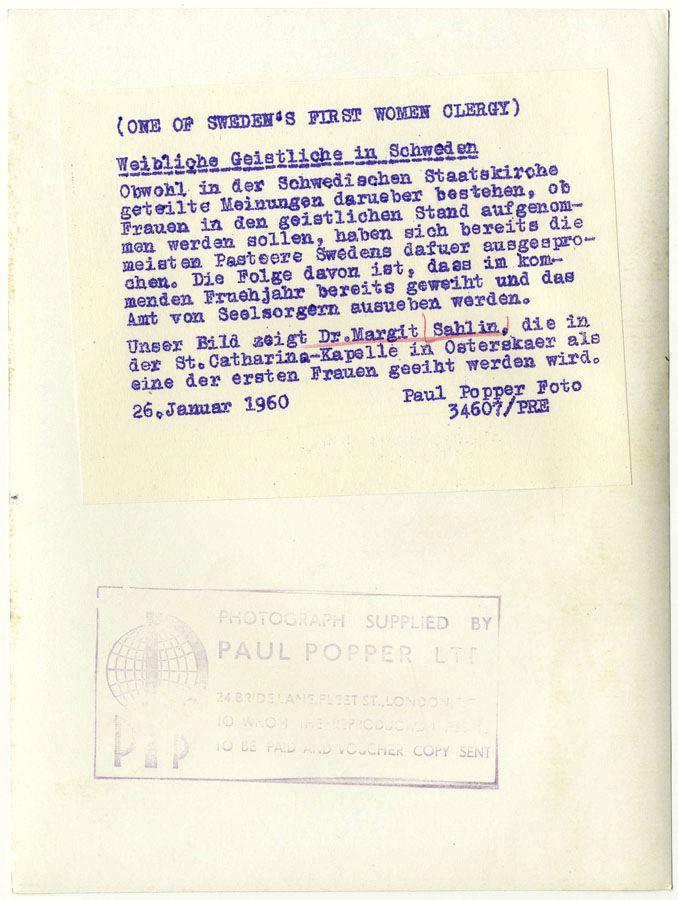 (ONE OF SWEDEN'S FIRST WOMEN CLERGY)
Weibliche Geistliche in Schweden
Obwohl in der Schwedischen Staatskirche
geteilte Meinungen darueber bestehen, ob
Frauen in den geistlichen Stand aufgenom-
men werden sollen, haben sich bereits die
meisten Pastoere Swedens dafuer ausgespro-
chen. Die Folge davon ist, dass im kom-
menden Fruehjahr bereits geweiht und das
Amt von Seelsorgern ausueben werden.
Unser Bild zeigt Dr.Margit Sahlin, die in
der St.Catharina-Kapelle in Osterskaer als
eine der ersten Frauen geeiht werden wird.
26.Januar 1960
Paul Popper Foto
34607/PRE
PHOTOGRAPH SUPPLIED BY
PAUL POPPER LTD
24 BRIDE LANE, FLEET ST., LONDON,
TO WHOM THE REPRODUCTION
TO BE PAID AND VOUCHER COPY SENT
PIP